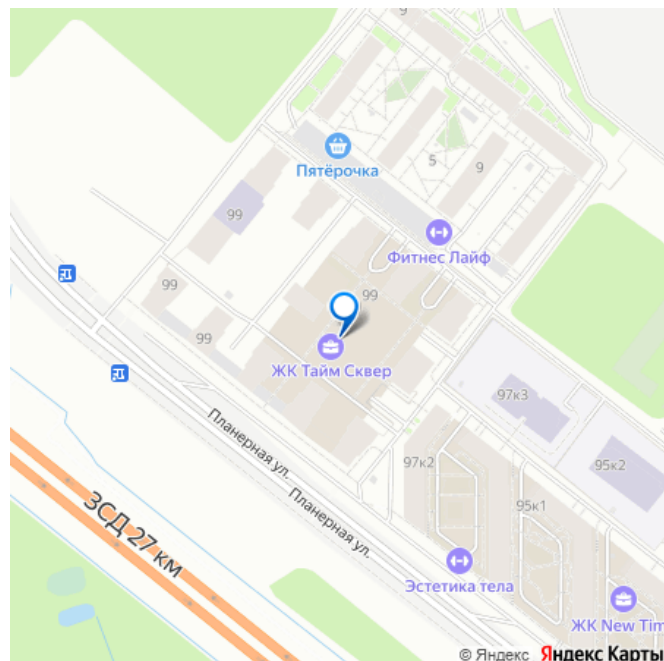 9
Пятёрочка
5
9
99
Фитнес Лайф
99
99
99
ЖК Тайм Сквер
97к3
Планерная ул.
97к2
95к2
Планерная ул.
95к1
ЗСД 27 км
Эстетика тела
ЖК New Tim
© Яндекс Яндекс Карты